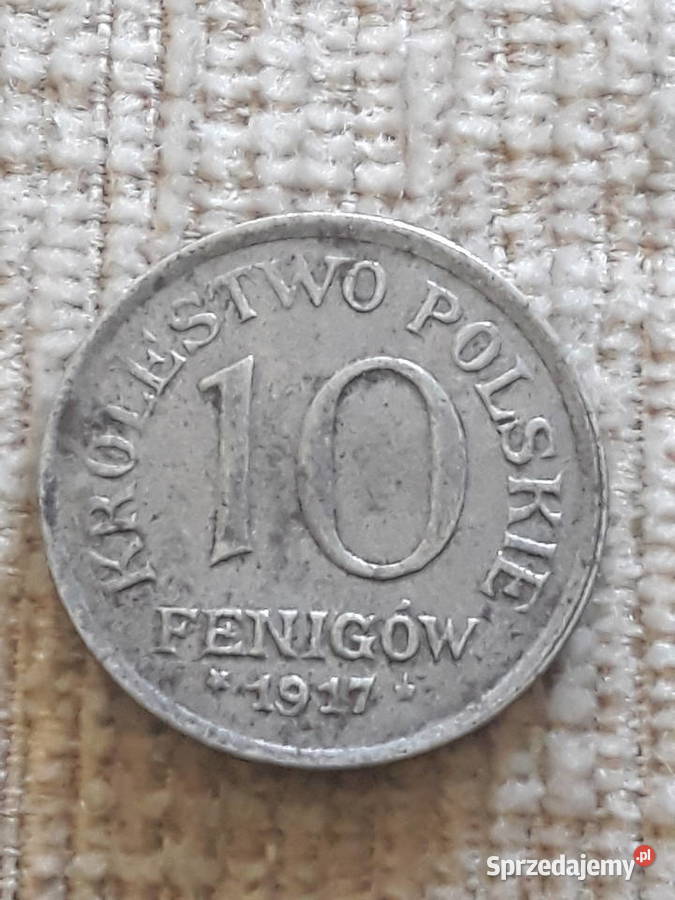 KRÓLESTWO POLSKIE
10
FENIGÓW
* 1917 *
Sprzedajemy.pl